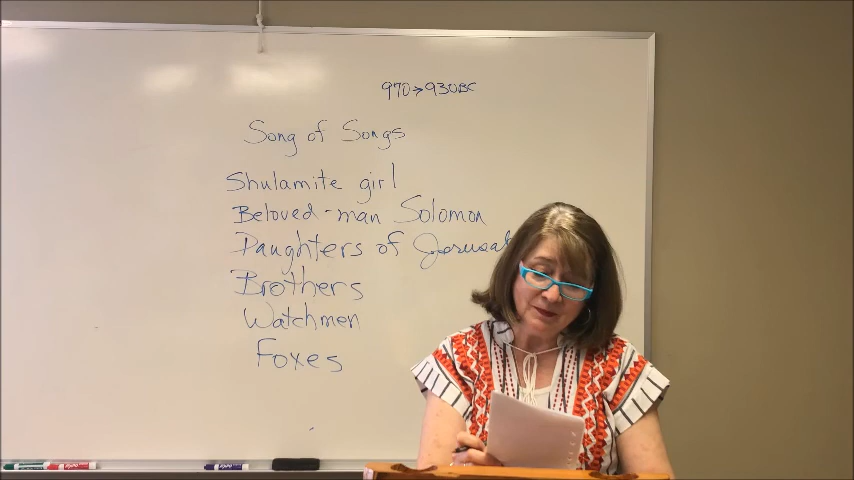 970→930BC
Song of Songs
Shulamite girl
Beloved-man Solomon
Daughters of
Brothers
Watchmen
Foxes